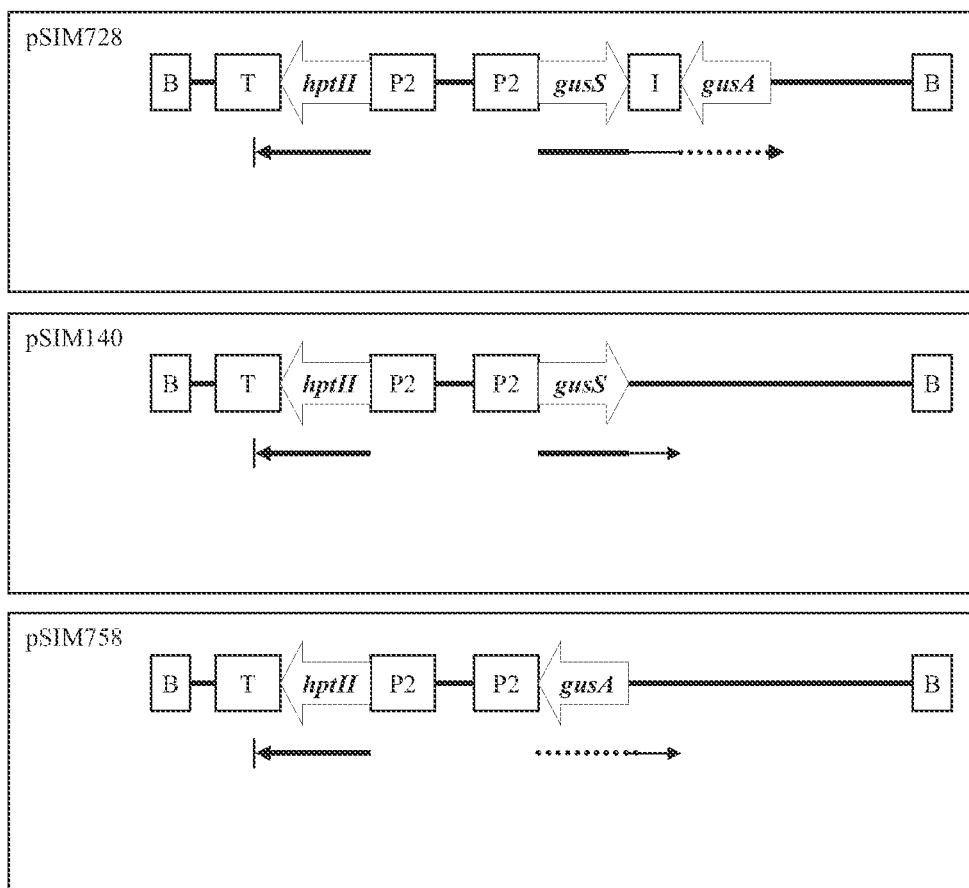 pSIM728
B T hptII P2 P2 gusS I gusA B
pSIM140
B T hptII P2 P2 gusS B
pSIM758
B T hptII P2 P2 gusA B